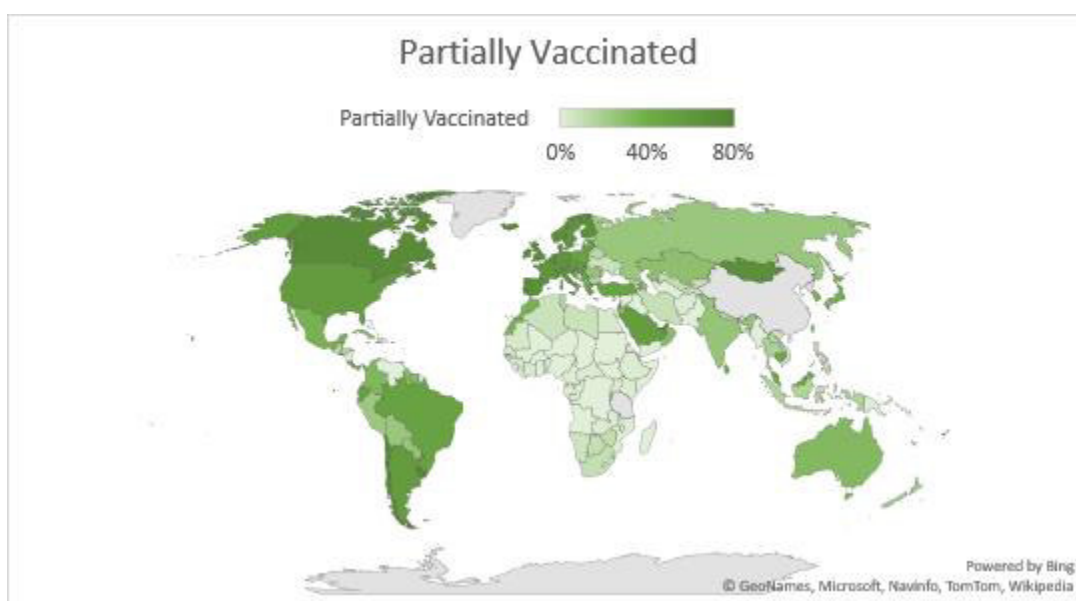 Partially Vaccinated
Partially Vaccinated
0% 40% 80%
Powered by Bing
© GeoNames, Microsoft, Navinfo, TomTom, Wikipedia